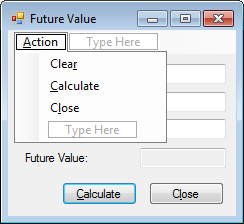 Future Value
Action Type Here
Clear
Calculate
Close
Type Here
Future Value:
Calculate Close